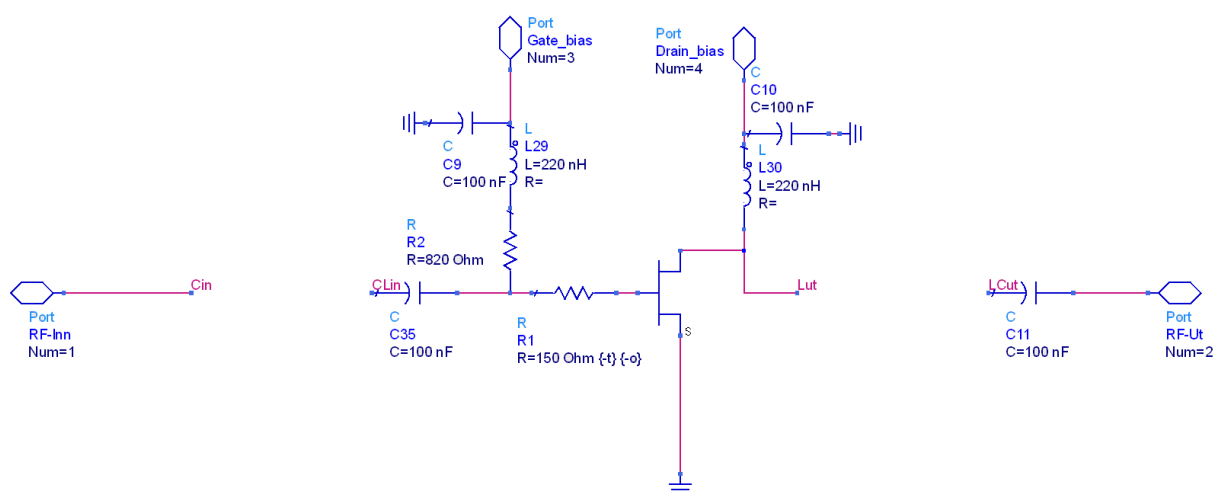 Port
Gate_bias
Num=3
Port
Drain_bias
Num=4
C
C10
C=100 nF
C
C9
C=100 nF
L
L29
L=220 nH
R=
L
L30
L=220 nH
R=
R
R2
R=820 Ohm
Cin
CLin
Lut
LCut
Port
RF-Inn
Num=1
C
C35
C=100 nF
R
R1
R=150 Ohm {-t} {-o}
S
C
C11
C=100 nF
Port
RF-Ut
Num=2